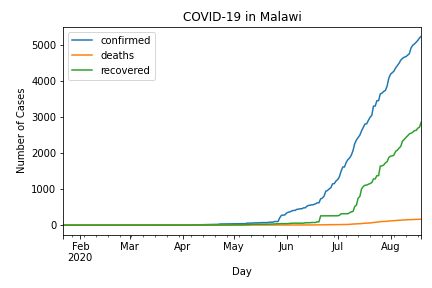 COVID-19 in Malawi
Number of Cases
5000
4000
3000
2000
1000
0
confirmed
deaths
recovered
Feb Mar Apr May Jun Jul Aug
2020
Day